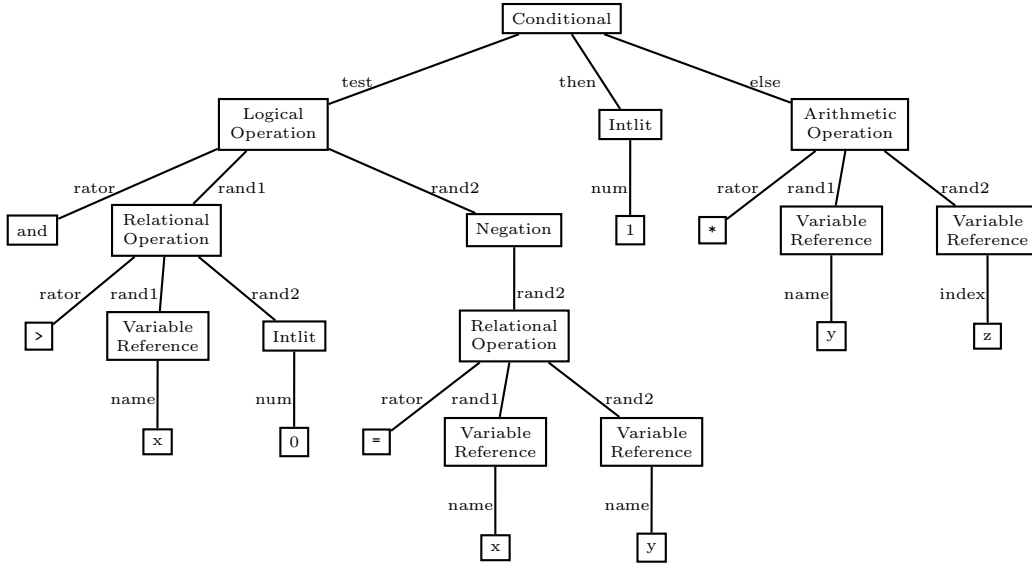 Conditional
test
then
else
Logical
Operation
Intlit
Arithmetic
Operation
rator
rand1
rand2
num
rator
rand1
rand2
and
Relational
Operation
Negation
1
*
Variable
Reference
Variable
Reference
rator
rand1
rand2
rand2
name
index
>
Variable
Reference
Intlit
Relational
Operation
y
z
name
num
rator
rand1
rand2
x
0
=
Variable
Reference
Variable
Reference
name
name
x
y